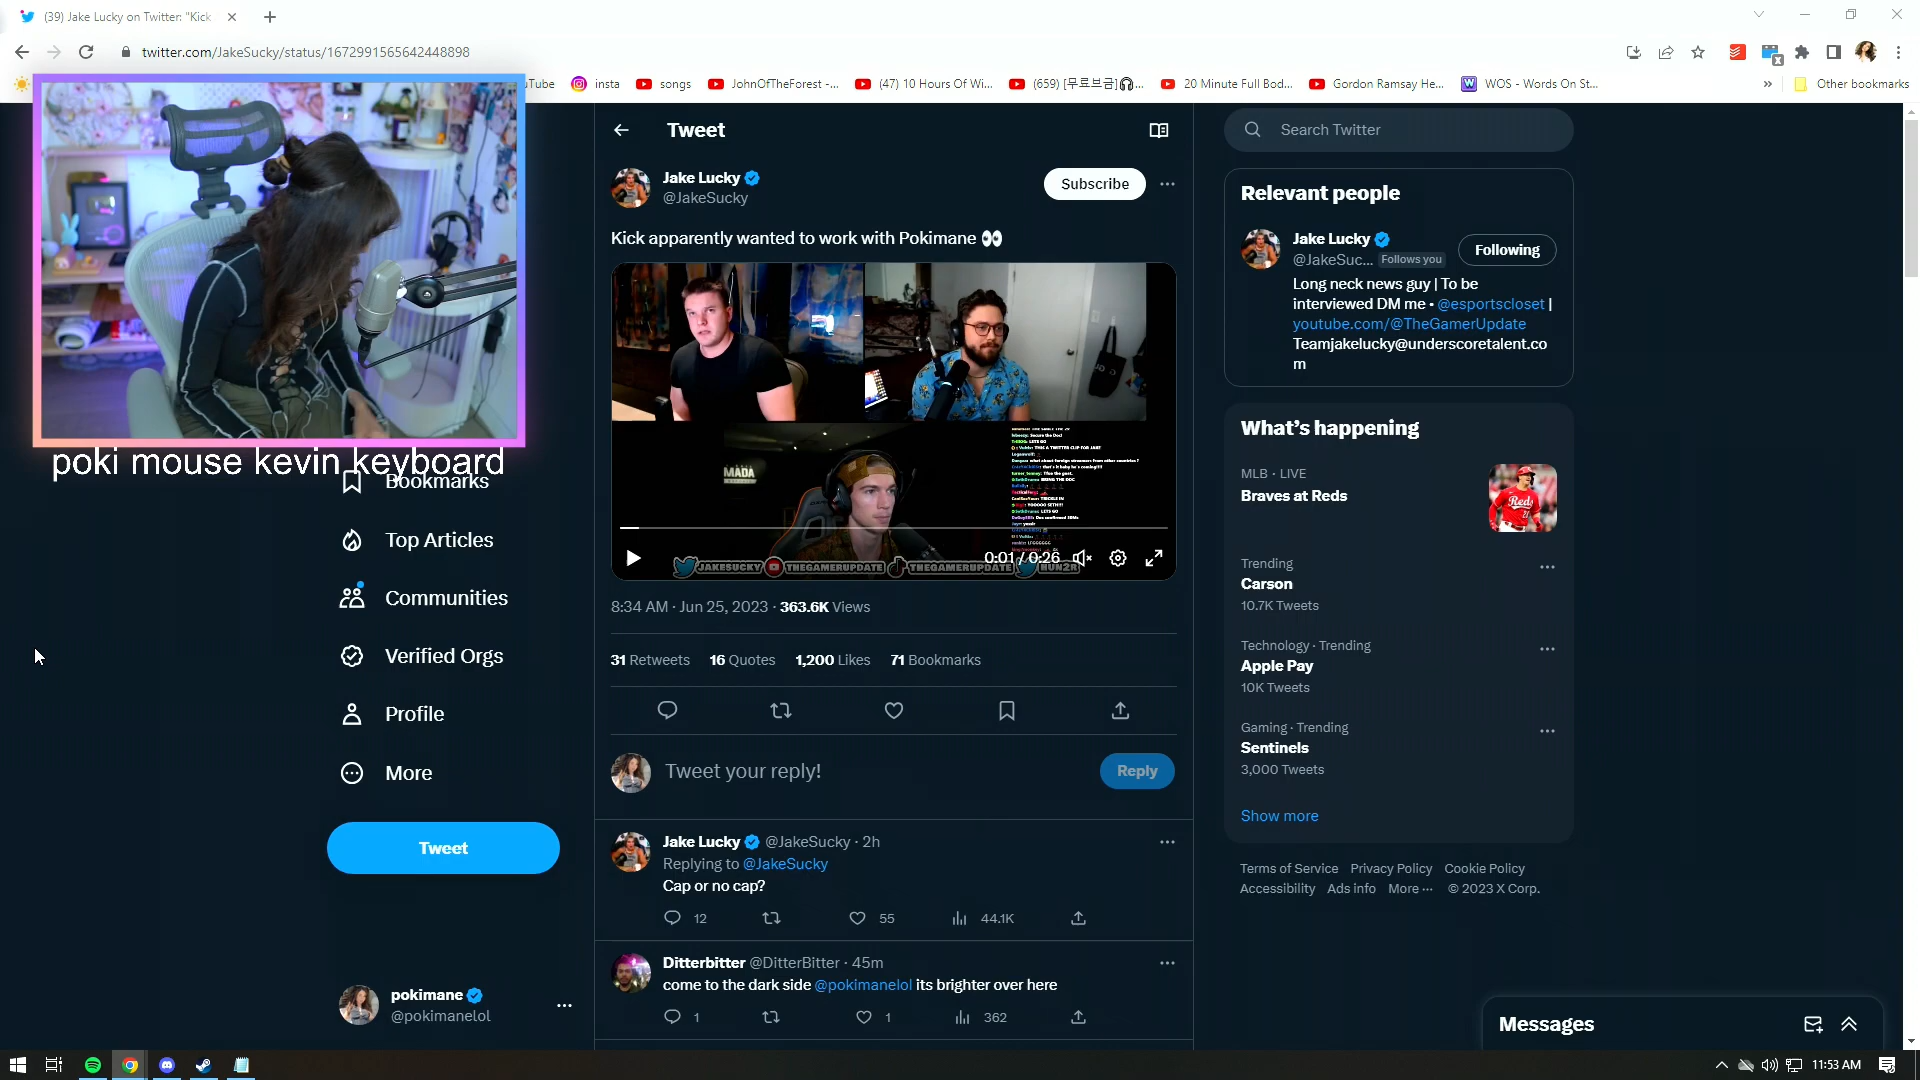 (39) Jake Lucky on Twitter: "Kick
twitter.com/JakeSucky/status/1672991565642448898
uTube
insta
songs
JohnOfTheForest -...
(47) 10 Hours Of Wi...
(659) [무료브금]🎧...
20 Minute Full Bod...
Gordon Ramsay He...
WOS - Words On St...
»
Other bookmarks
poki mouse kevin keyboard
Bookmarks
Top Articles
Communities
Verified Orgs
Profile
More
Tweet
pokimane
@pokimanelol
Tweet
Jake Lucky
@JakeSucky
Subscribe
Kick apparently wanted to work with Pokimane 👀
MADA
0:01 / 0:26
JAKESUCKY THEGAMERUPDATE THEGAMERUPDATE HUN2R
8:34 AM · Jun 25, 2023 · 363.6K Views
31 Retweets 16 Quotes 1,200 Likes 71 Bookmarks
Tweet your reply!
Reply
Jake Lucky @JakeSucky · 2h
Replying to @JakeSucky
Cap or no cap?
12 55 44.1K
Ditterbitter @DitterBitter · 45m
come to the dark side @pokimanelol its brighter over here
1 1 362
Search Twitter
Relevant people
Jake Lucky
@JakeSuc... Follows you
Following
Long neck news guy | To be
interviewed DM me • @esportscloset |
youtube.com/@TheGamerUpdate
Teamjakelucky@underscoretalent.co
m
What's happening
MLB · LIVE
Braves at Reds
Reds
Trending
Carson
10.7K Tweets
Technology · Trending
Apple Pay
10K Tweets
Gaming · Trending
Sentinels
3,000 Tweets
Show more
Terms of Service Privacy Policy Cookie Policy
Accessibility Ads info More ··· © 2023 X Corp.
Messages
11:53 AM